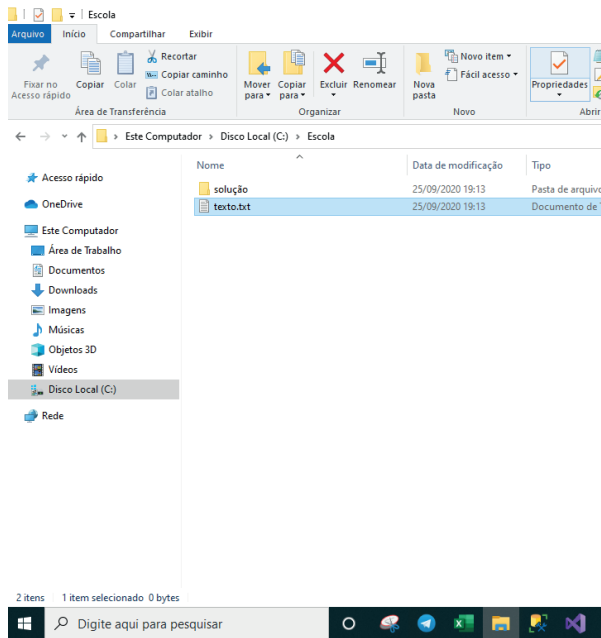 Escola
Arquivo Início Compartilhar Exibir
Fixar no Acesso rápido
Copiar
Colar
Recortar
Copiar caminho
Colar atalho
Mover para
Copiar para
Excluir
Renomear
Nova pasta
Novo item
Fácil acesso
Propriedades
Área de Transferência Organizar Novo Abrir
Este Computador > Disco Local (C:) > Escola
Nome Data de modificação Tipo
solução 25/09/2020 19:13 Pasta de arquivo
texto.txt 25/09/2020 19:13 Documento de
Acesso rápido
OneDrive
Este Computador
Área de Trabalho
Documentos
Downloads
Imagens
Músicas
Objetos 3D
Vídeos
Disco Local (C:)
Rede
2 itens 1 item selecionado 0 bytes
Digite aqui para pesquisar